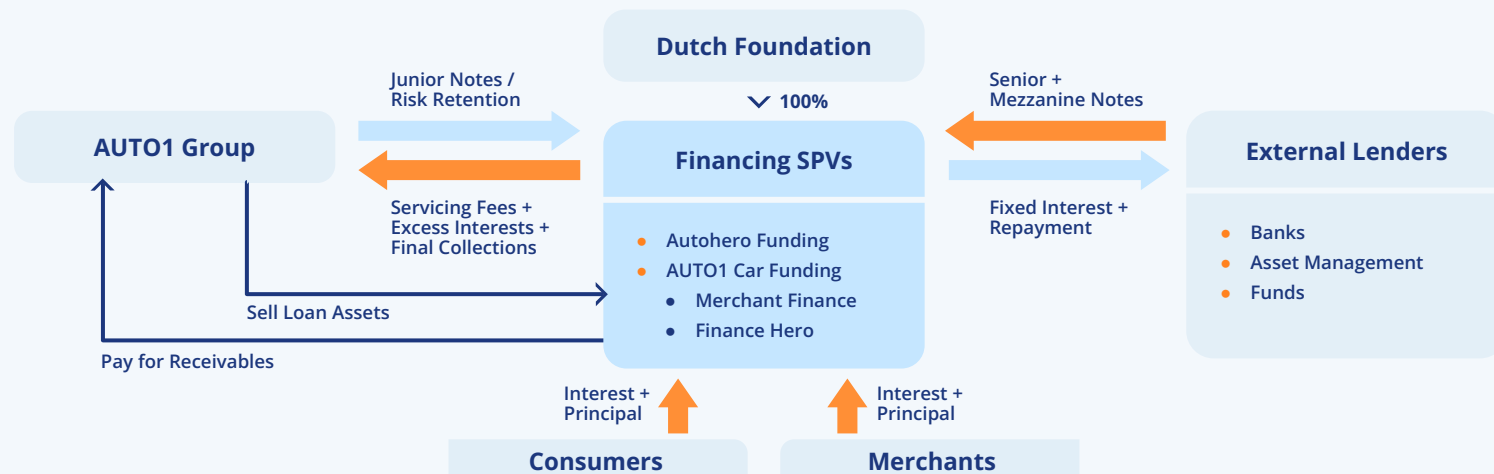 Dutch Foundation
100%
Junior Notes /
Risk Retention
Senior +
Mezzanine Notes
AUTO1 Group
Financing SPVs
External Lenders
Servicing Fees +
Excess Interests +
Final Collections
Fixed Interest +
Repayment
Autohero Funding
AUTO1 Car Funding
Merchant Finance
Finance Hero
Banks
Asset Management
Funds
Sell Loan Assets
Pay for Receivables
Interest +
Principal
Interest +
Principal
Consumers
Merchants